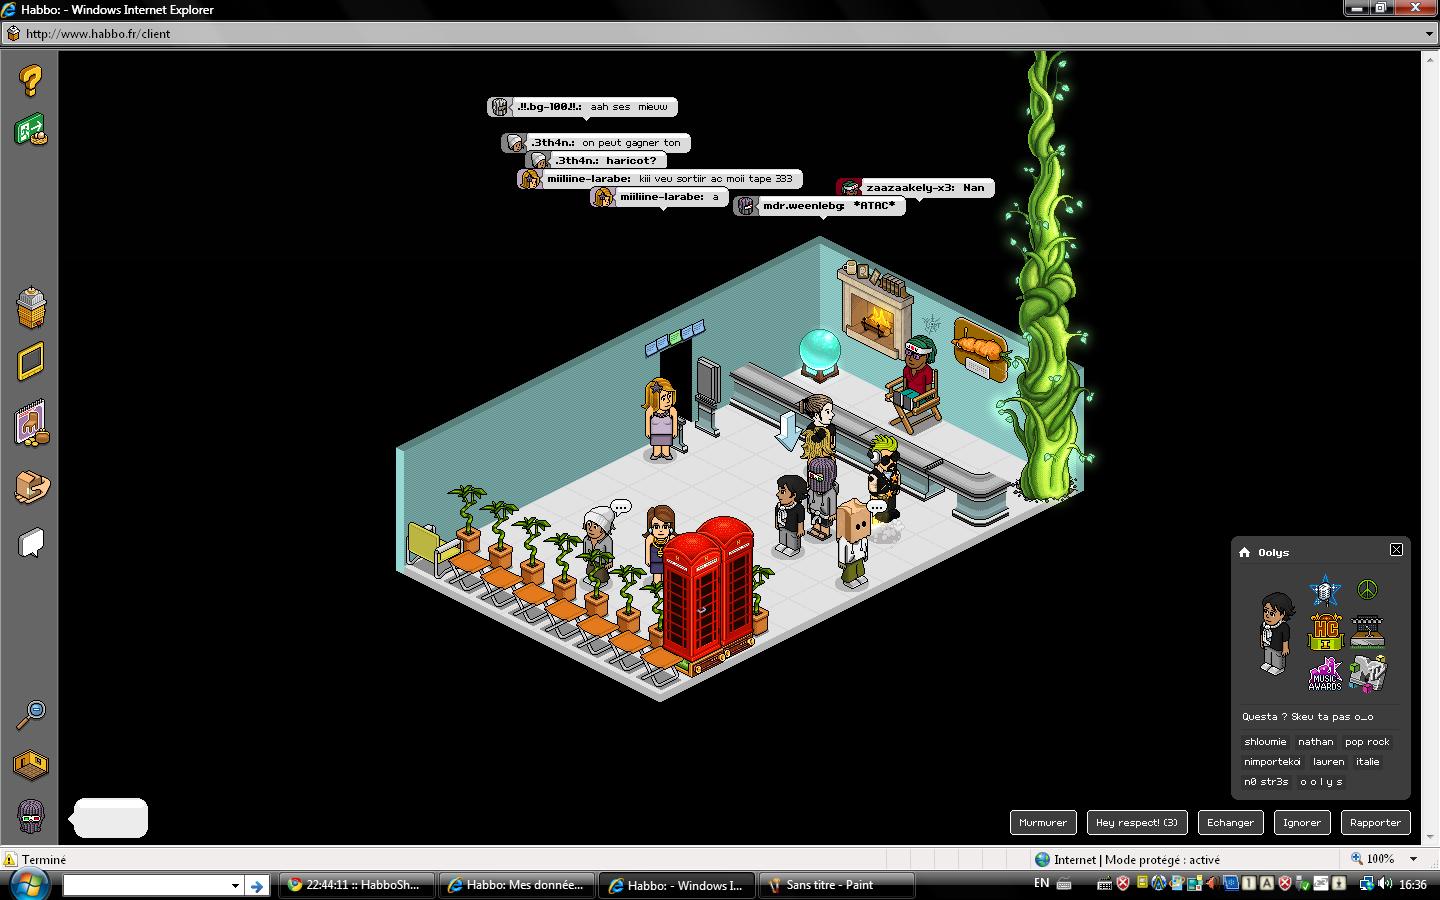 Habbo: - Windows Internet Explorer
http://www.habbo.fr/client
.!!.bg-100.!!.: aah ses mieuw
.3th4n.: on peut gagner ton
.3th4n.: haricot?
miiliine-larabe: kiii veu sortiir ac moii tape 333
zaazaakely-x3: Nan
miiliine-larabe: a
mdr.weenlebg: *ATAC*
Oolys
HC
I
MUSIC
AWARDS
MTV
Questa ? Skeu ta pas o_o
shloumie nathan pop rock
nimportekoi lauren italie
n0 str3s o o l y s
Murmurer
Hey respect! (3)
Echanger
Ignorer
Rapporter
Terminé
Internet | Mode protégé : activé
100%
22:44:11 :: HabboSh...
Habbo: Mes donnée...
Habbo: - Windows I...
Sans titre - Paint
EN
16:36